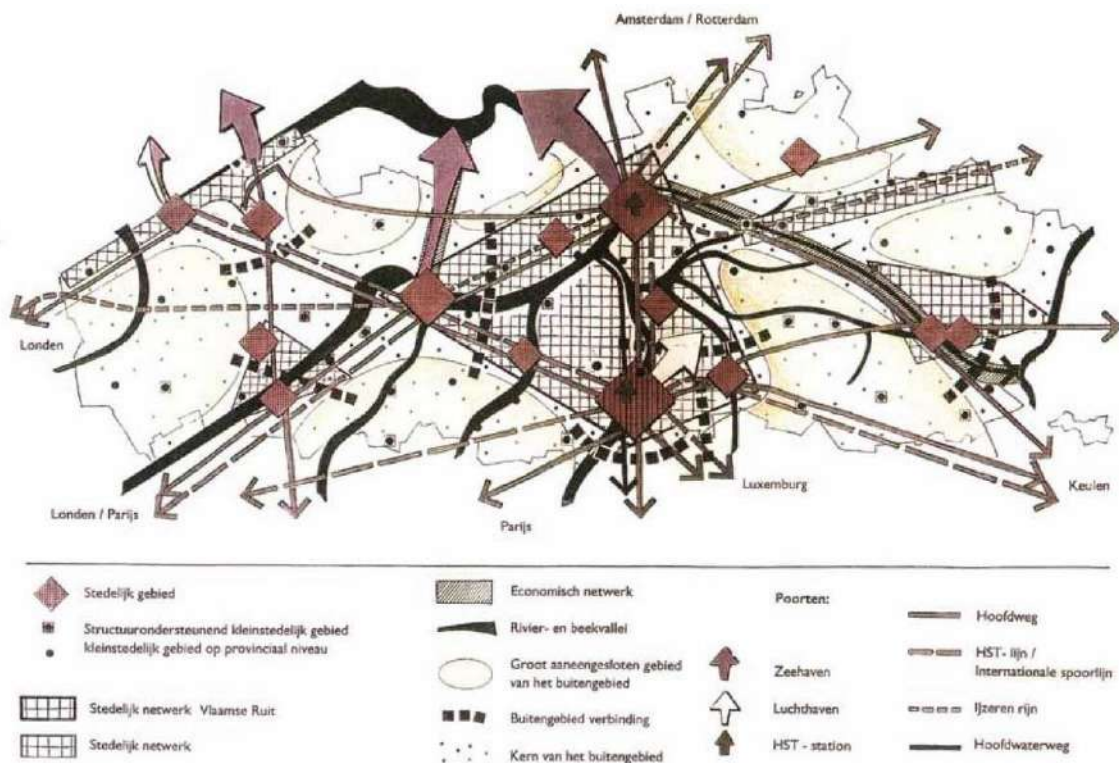 Amsterdam / Rotterdam
Londen
Londen / Parijs
Parijs
Luxemburg
Keulen
Stedelijk gebied
Structuurondersteunend kleinstedelijk gebied
kleinstedelijk gebied op provinciaal niveau
Stedelijk netwerk Vlaamse Ruit
Stedelijk netwerk
Economisch netwerk
Rivier- en beekvallei
Groot aaneengesloten gebied
van het buitengebied
Buitengebied verbinding
Kern van het buitengebied
Poorten:
Zeehaven
Luchthaven
HST - station
Hoofdweg
HST- lijn /
Internationale spoorlijn
IJzeren rijn
Hoofdwaterweg